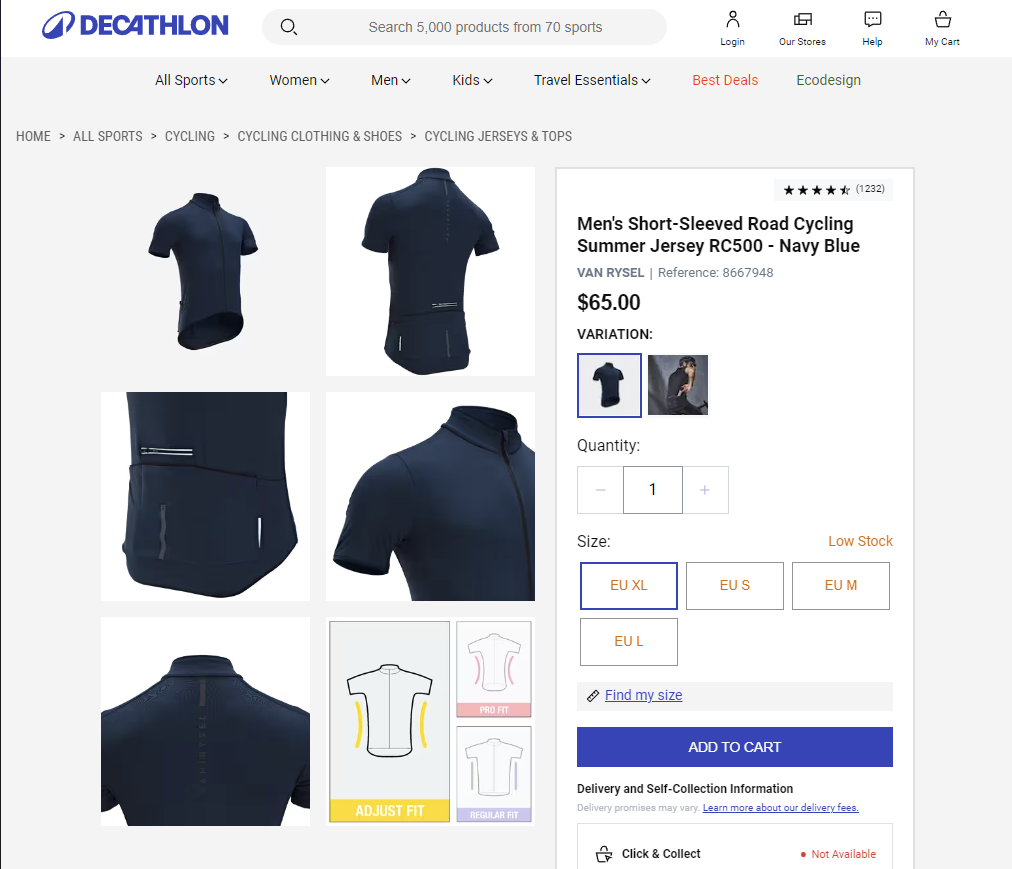 DECATHLON
Search 5,000 products from 70 sports
Login
Our Stores
Help
My Cart
All Sports
Women
Men
Kids
Travel Essentials
Best Deals
Ecodesign
HOME > ALL SPORTS > CYCLING > CYCLING CLOTHING & SHOES > CYCLING JERSEYS & TOPS
(1232)
Men's Short-Sleeved Road Cycling
Summer Jersey RC500 - Navy Blue
VAN RYSEL | Reference: 8667948
$65.00
VARIATION:
Quantity:
− 1 +
Size:
Low Stock
EU XL
EU S
EU M
EU L
Find my size
ADD TO CART
Delivery and Self-Collection Information
Delivery promises may vary. Learn more about our delivery fees.
Click & Collect
Not Available
ADJUST FIT
PRO FIT
REGULAR FIT